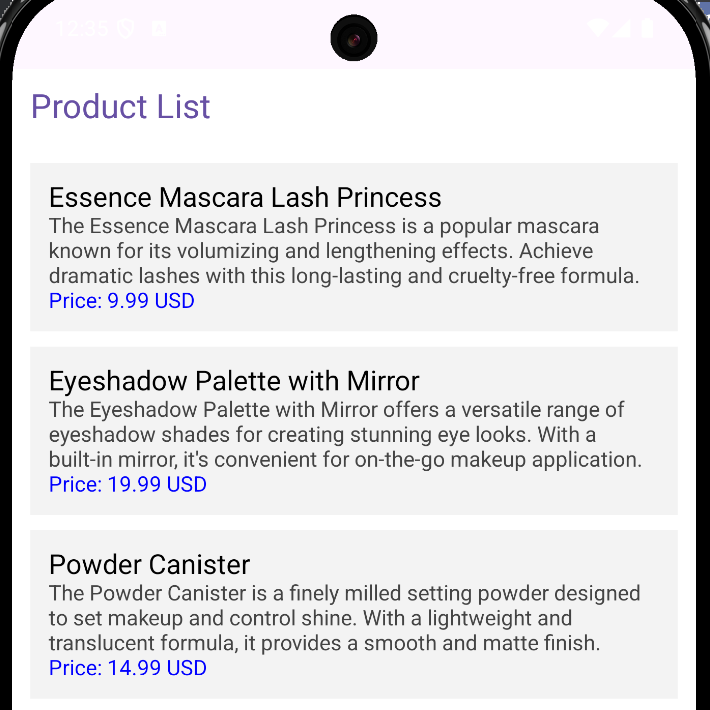 12:35
Product List
Essence Mascara Lash Princess
The Essence Mascara Lash Princess is a popular mascara
known for its volumizing and lengthening effects. Achieve
dramatic lashes with this long-lasting and cruelty-free formula.
Price: 9.99 USD
Eyeshadow Palette with Mirror
The Eyeshadow Palette with Mirror offers a versatile range of
eyeshadow shades for creating stunning eye looks. With a
built-in mirror, it's convenient for on-the-go makeup application.
Price: 19.99 USD
Powder Canister
The Powder Canister is a finely milled setting powder designed
to set makeup and control shine. With a lightweight and
translucent formula, it provides a smooth and matte finish.
Price: 14.99 USD